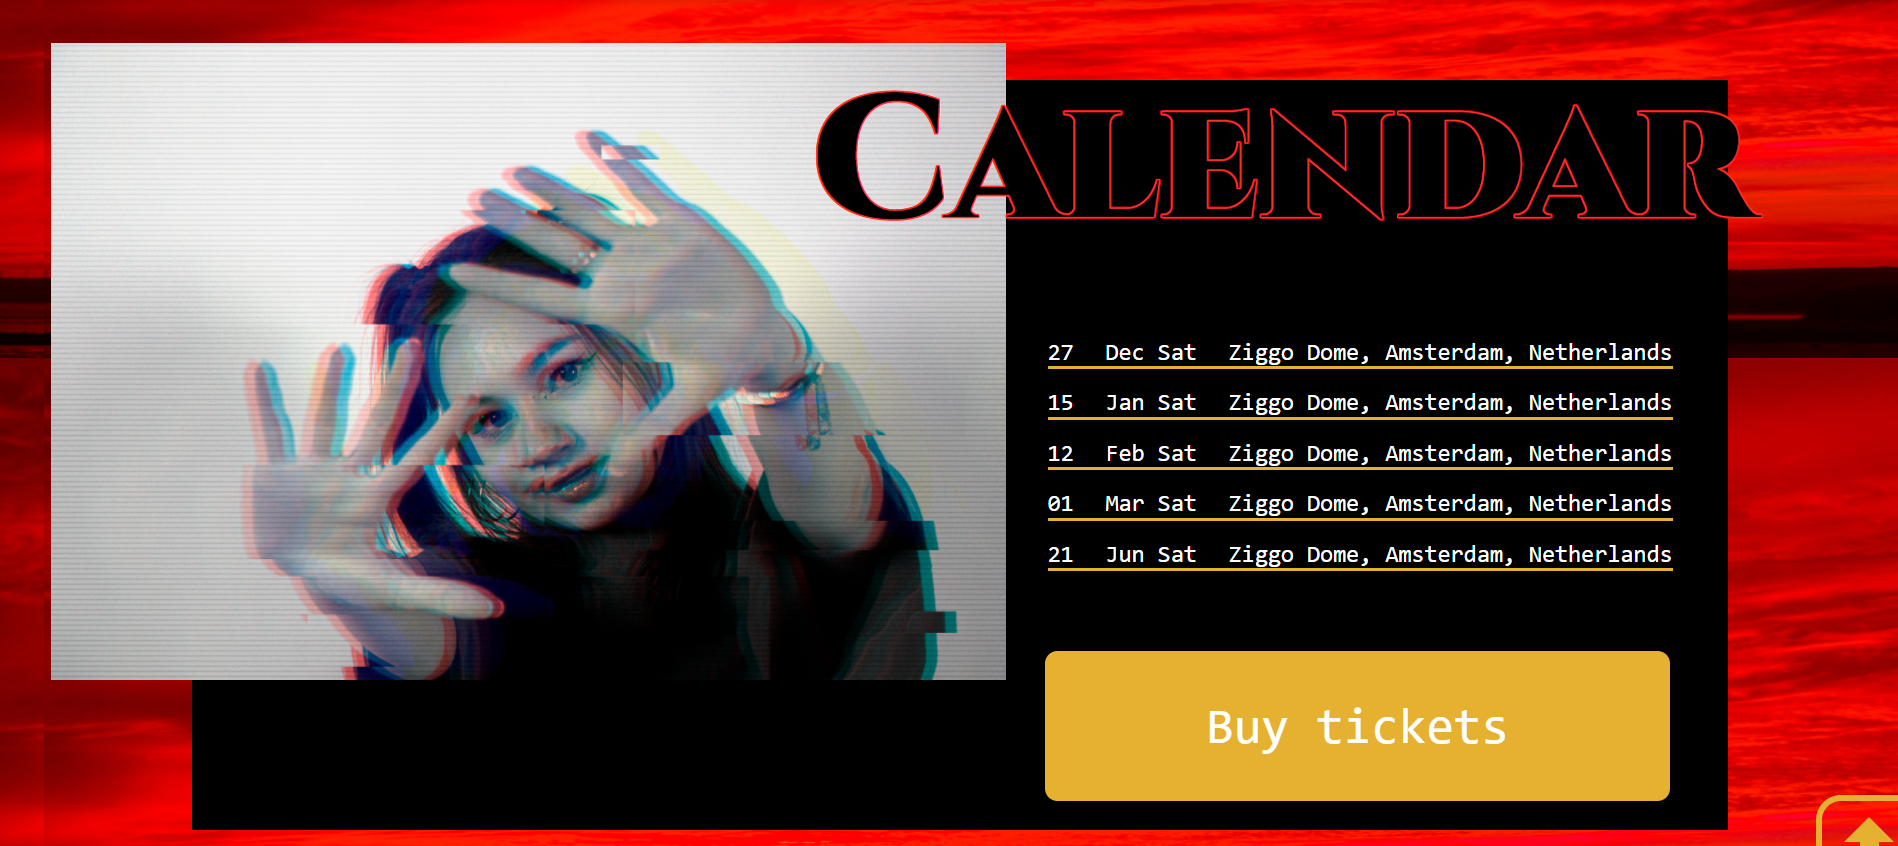 CALENDAR
27 Dec Sat Ziggo Dome, Amsterdam, Netherlands
15 Jan Sat Ziggo Dome, Amsterdam, Netherlands
12 Feb Sat Ziggo Dome, Amsterdam, Netherlands
01 Mar Sat Ziggo Dome, Amsterdam, Netherlands
21 Jun Sat Ziggo Dome, Amsterdam, Netherlands
Buy tickets